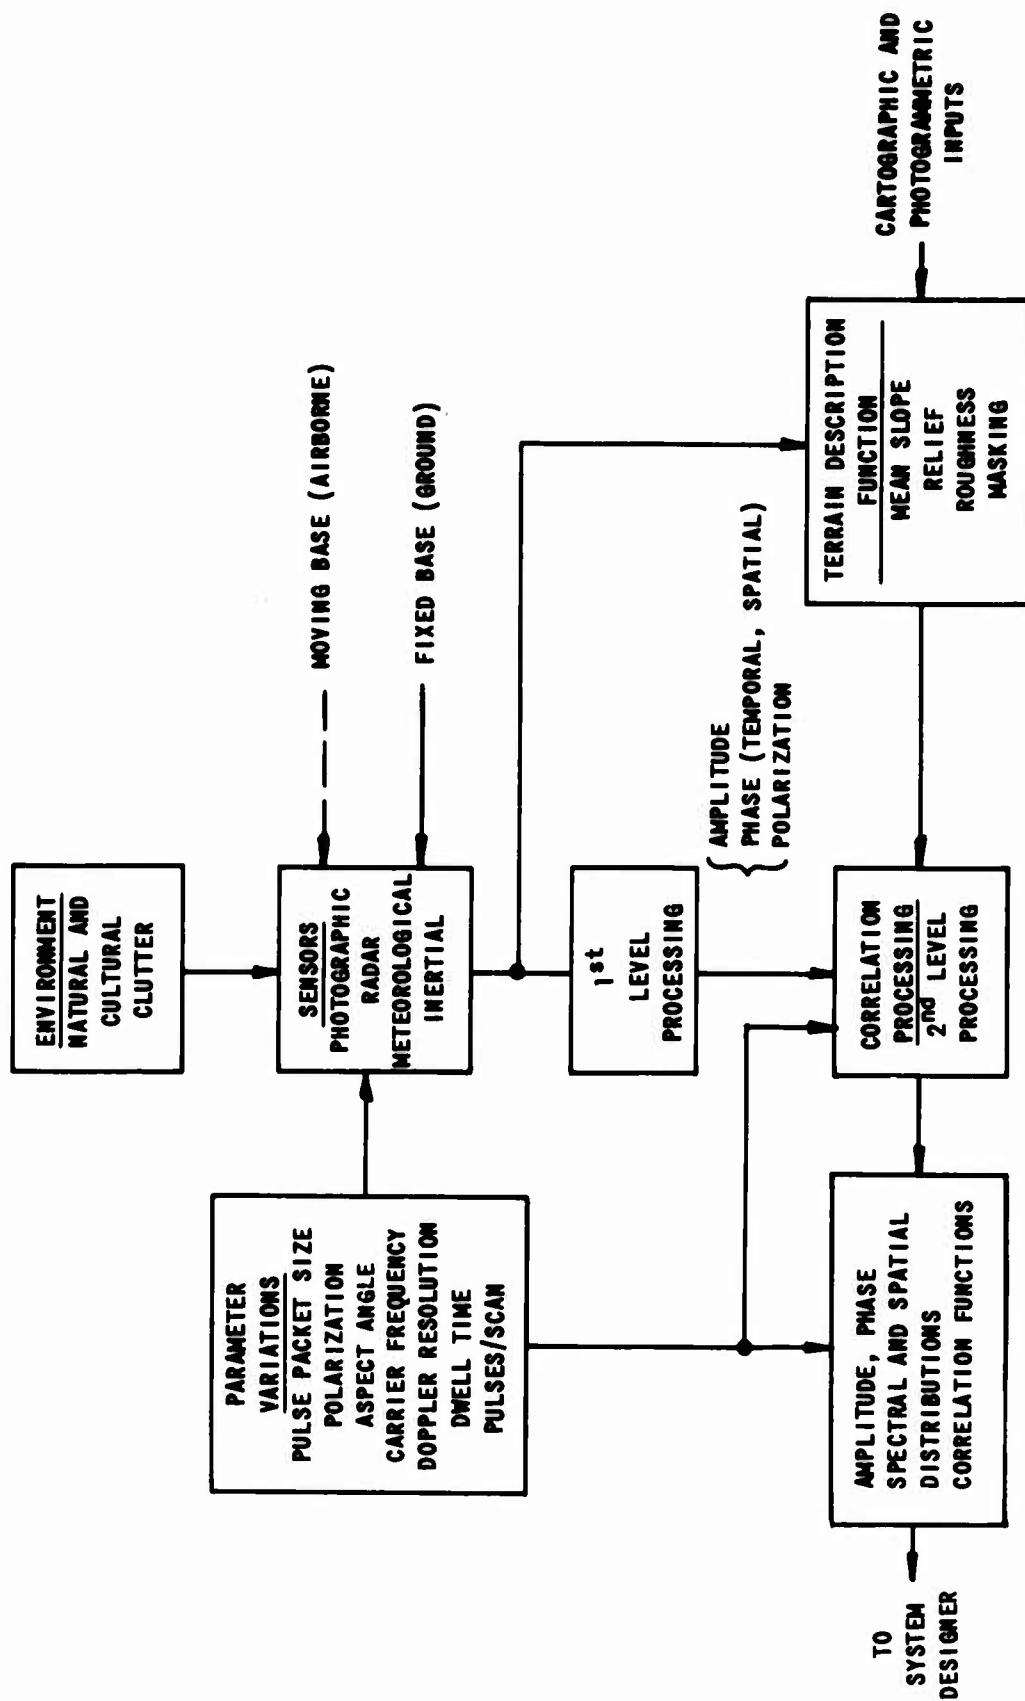 ENVIRONMENT
NATURAL AND
CULTURAL
CLUTTER
PARAMETER
VARIATIONS
PULSE PACKET SIZE
POLARIZATION
ASPECT ANGLE
CARRIER FREQUENCY
DOPPLER RESOLUTION
DWELL TIME
PULSES/SCAN
SENSORS
PHOTOGRAPHIC
RADAR
METEOROLOGICAL
INERTIAL
MOVING BASE (AIRBORNE)
FIXED BASE (GROUND)
1st
LEVEL
PROCESSING
AMPLITUDE
PHASE (TEMPORAL, SPATIAL)
POLARIZATION
TO
SYSTEM
DESIGNER
AMPLITUDE, PHASE
SPECTRAL AND SPATIAL
DISTRIBUTIONS
CORRELATION FUNCTIONS
CORRELATION
PROCESSING
2nd LEVEL
PROCESSING
TERRAIN DESCRIPTION
FUNCTION
MEAN SLOPE
RELIEF
ROUGHNESS
MASKING
CARTOGRAPHIC AND
PHOTOGRAMMETRIC
INPUTS